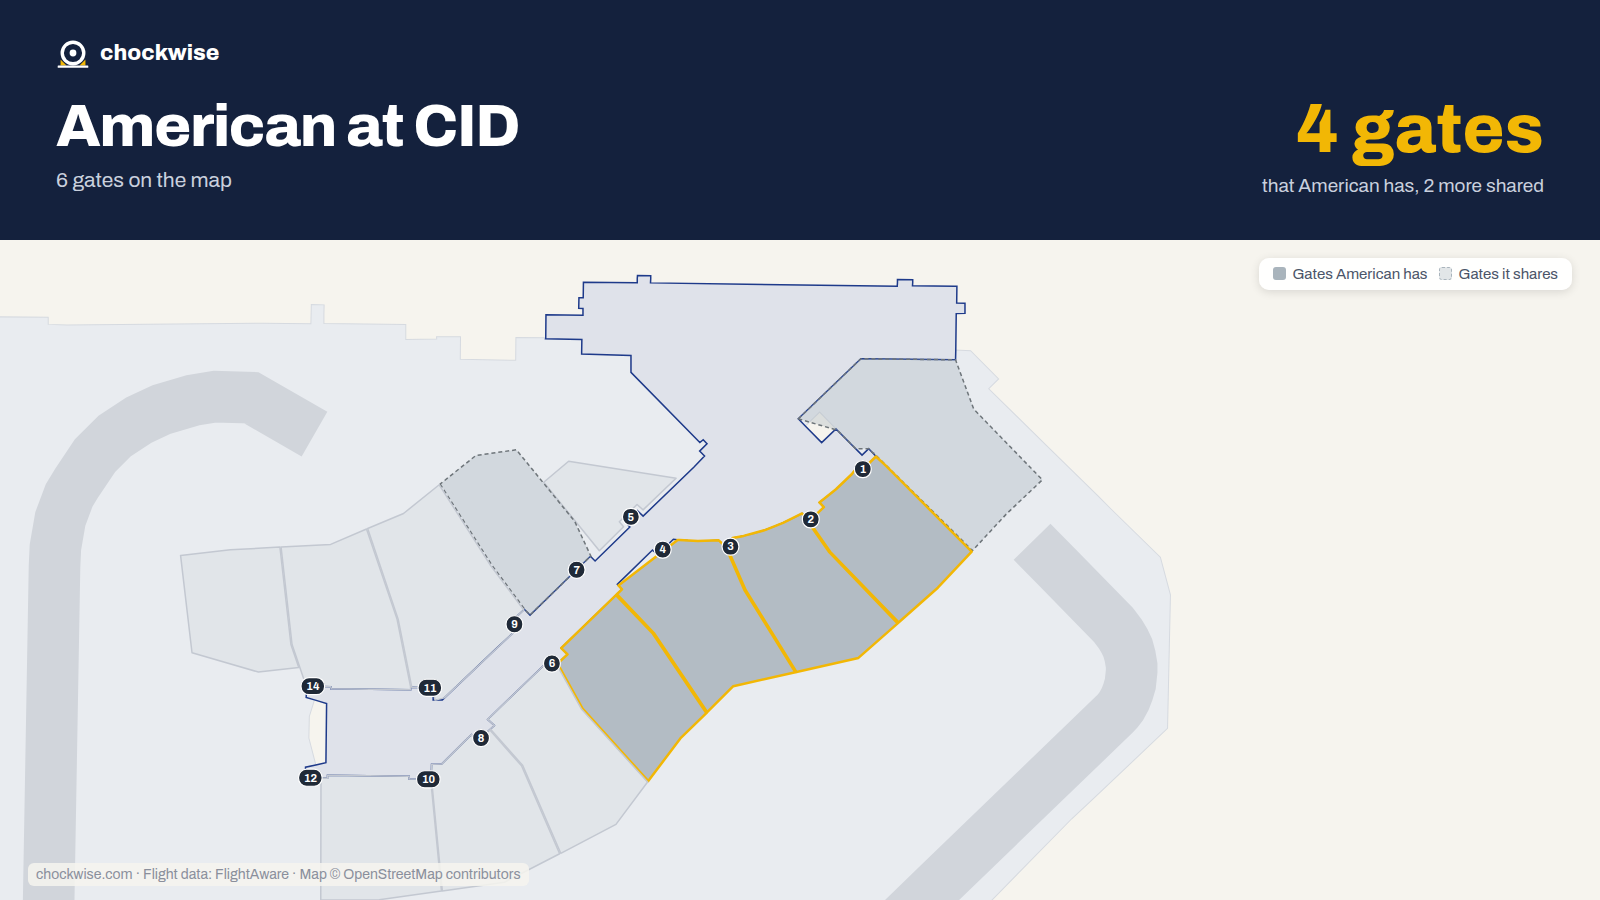 chockwise
American at CID
6 gates on the map
4 gates
that American has, 2 more shared
Gates American has
Gates it shares
1
2
3
4
5
6
7
8
9
10
11
12
14
chockwise.com · Flight data: FlightAware · Map © OpenStreetMap contributors